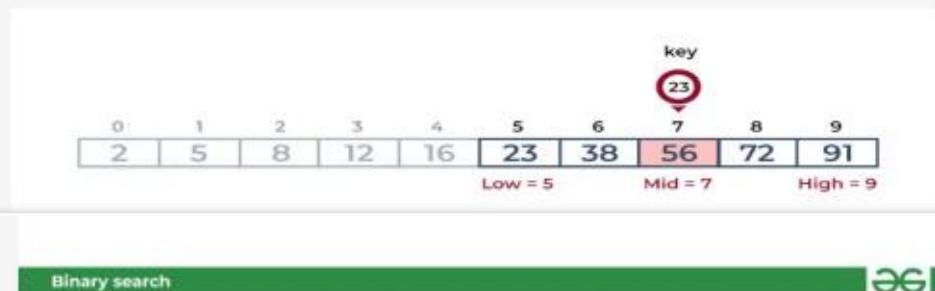 key
23
0 1 2 3 4 5 6 7 8 9
2 5 8 12 16 23 38 56 72 91
Low = 5 Mid = 7 High = 9
Binary search